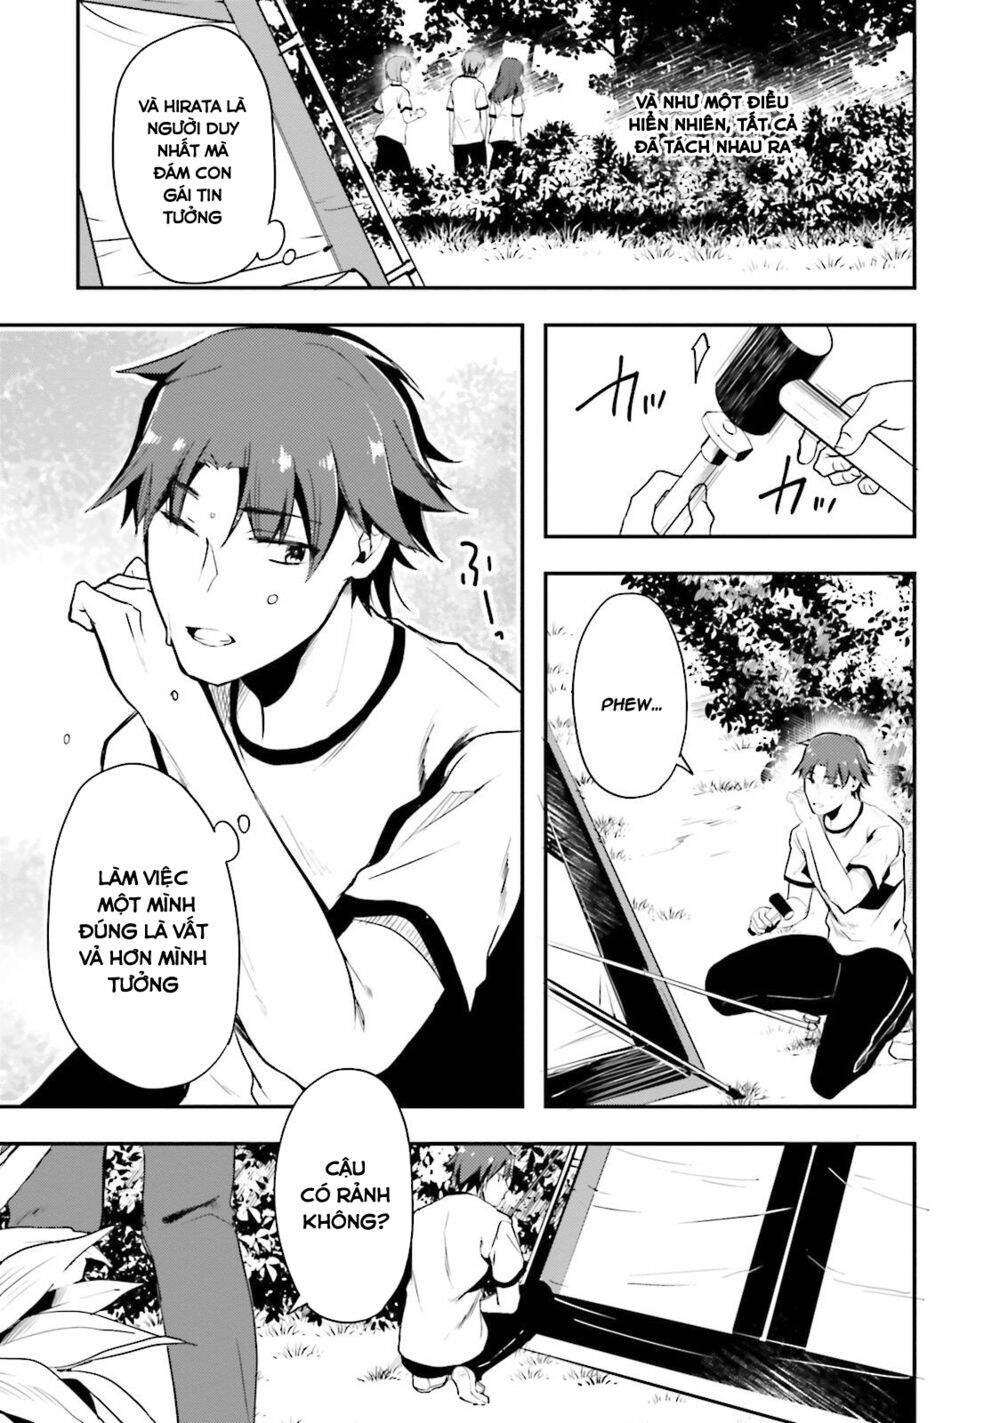 VÀ NHƯ MỘT ĐIỀU
HIỂN NHIÊN, TẤT CẢ
ĐÃ TÁCH NHAU RA
VÀ HIRATA LÀ
NGƯỜI DUY
NHẤT MÀ
ĐÁM CON
GÁI TIN
TƯỞNG
カッ
カッ
PHEW...
ふー
LÀM VIỆC
MỘT MÌNH
ĐÚNG LÀ VẤT
VẢ HƠN MÌNH
TƯỞNG
CẬU
CÓ RẢNH
KHÔNG?